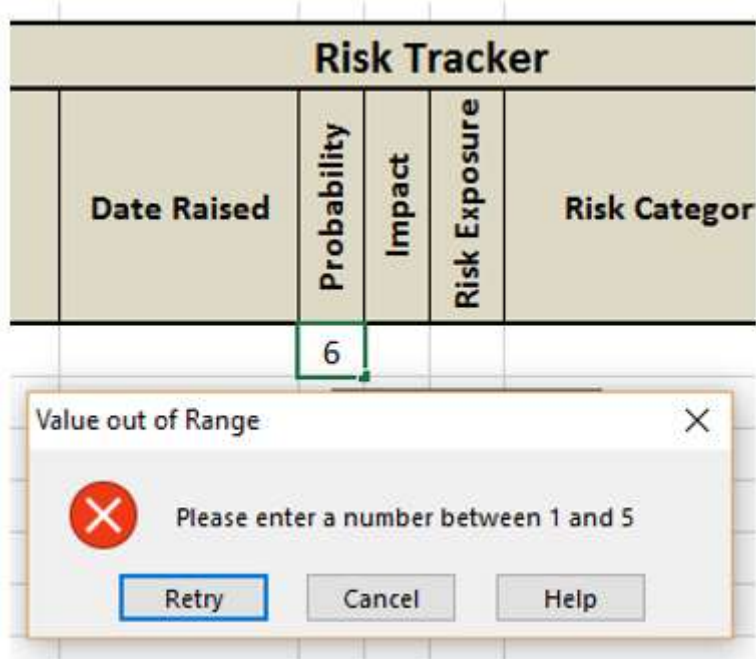 Risk Tracker
Date Raised
Probability
Impact
Risk Exposure
Risk Categor
6
Value out of Range
Please enter a number between 1 and 5
Retry
Cancel
Help